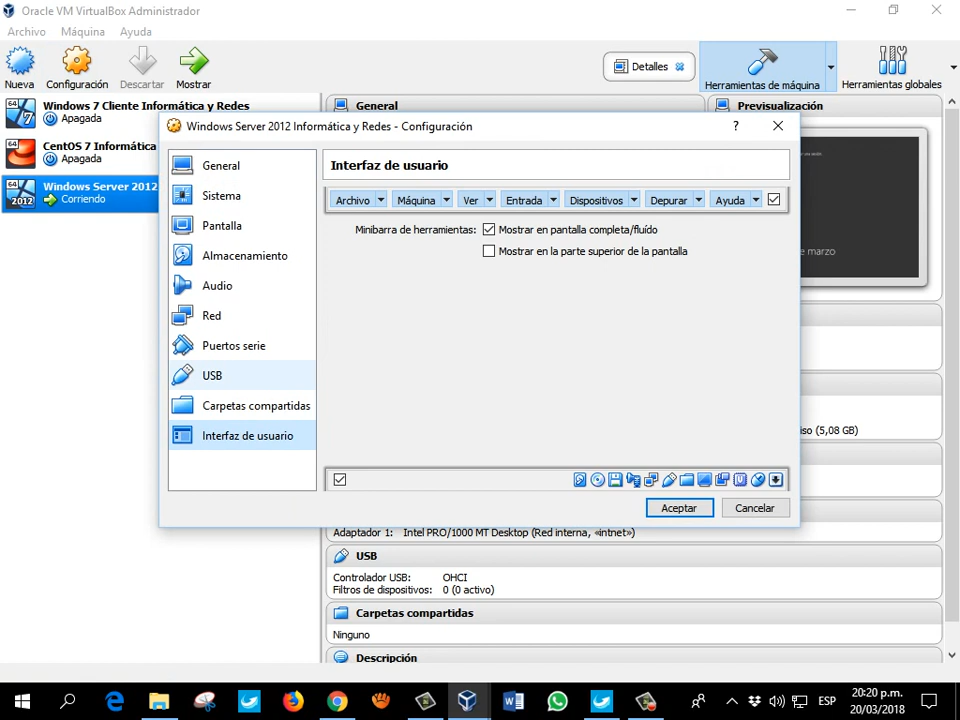 Oracle VM VirtualBox Administrador
Archivo Máquina Ayuda
Nueva Configuración Descartar Mostrar
Detalles
Herramientas de máquina
Herramientas globales
64
7
Windows 7 Cliente Informática y Redes
Apagada
64
CentOS 7 Informática
Apagada
64
2012
Windows Server 2012
Corriendo
General
Previsualización
Windows Server 2012 Informática y Redes - Configuración
?
General
Sistema
Pantalla
Almacenamiento
Audio
Red
Puertos serie
USB
Carpetas compartidas
Interfaz de usuario
Interfaz de usuario
Archivo Máquina Ver Entrada Dispositivos Depurar Ayuda
Minibarra de herramientas: Mostrar en pantalla completa/fluído
Mostrar en la parte superior de la pantalla
Aceptar Cancelar
e marzo
iso (5,08 GB)
Adaptador 1: Intel PRO/1000 MT Desktop (Red interna, «intnet»)
USB
Controlador USB: OHCI
Filtros de dispositivos: 0 (0 activo)
Carpetas compartidas
Ninguno
Descripción
ESP
20:20 p.m.
20/03/2018